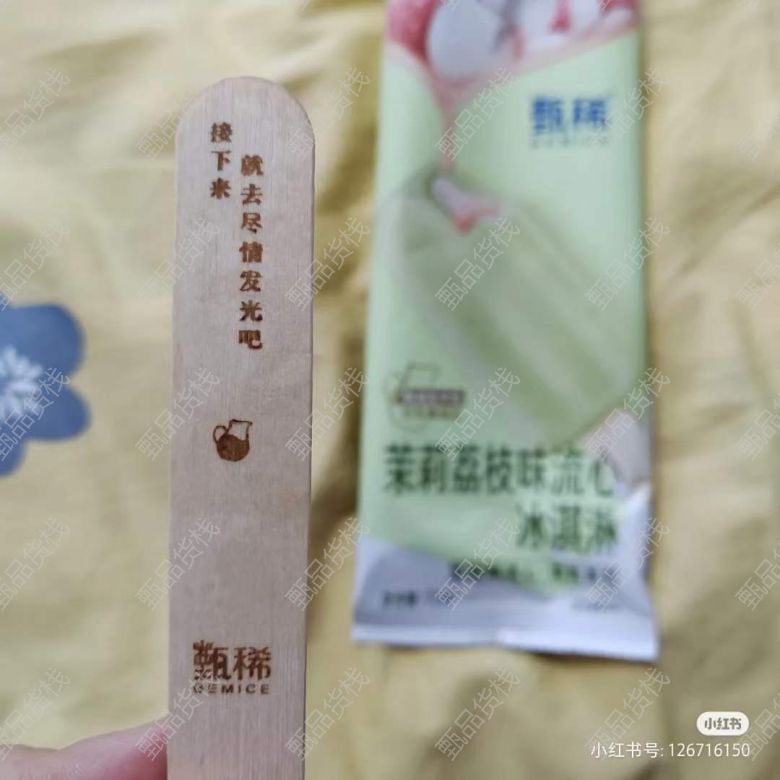 接下来
就去尽情发光吧
甄稀
GEMICE
甄稀
茉莉荔枝味流心
冰淇淋
甄品货栈
小红书
小红书号: 126716150